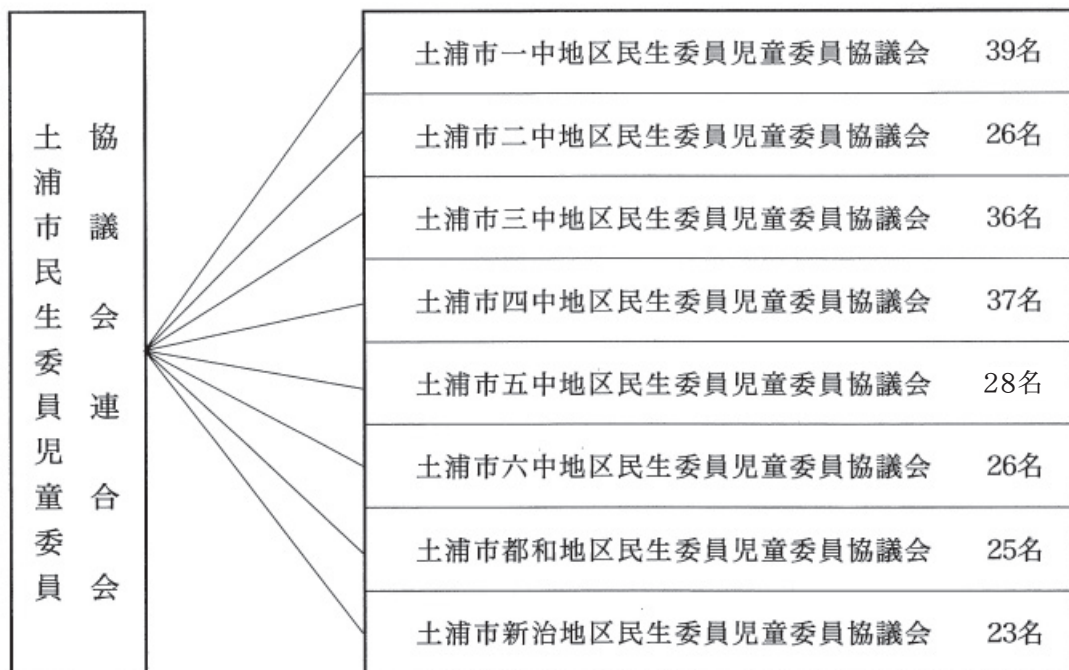 土浦市民生委員児童委員
協議会連合会
土浦市一中地区民生委員児童委員協議会 39名
土浦市二中地区民生委員児童委員協議会 26名
土浦市三中地区民生委員児童委員協議会 36名
土浦市四中地区民生委員児童委員協議会 37名
土浦市五中地区民生委員児童委員協議会 28名
土浦市六中地区民生委員児童委員協議会 26名
土浦市都和地区民生委員児童委員協議会 25名
土浦市新治地区民生委員児童委員協議会 23名